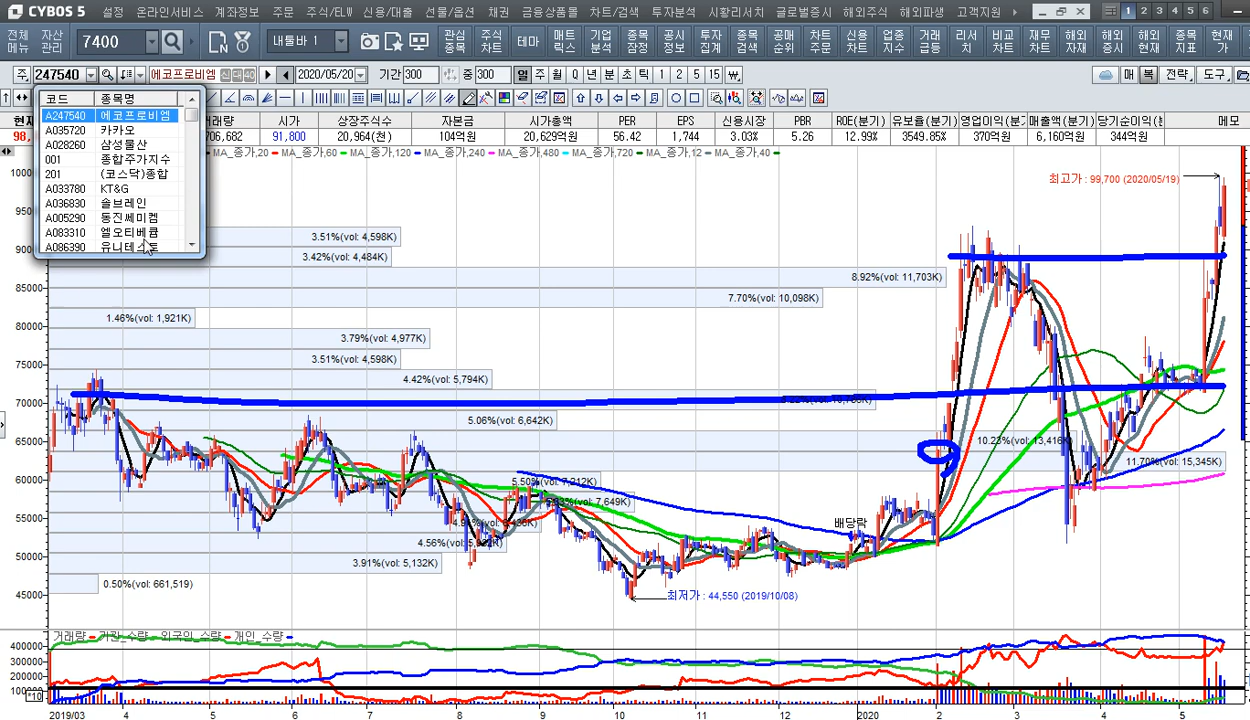 CYBOS 5 설정 온라인서비스 계좌정보 주문 주식/ELW 신용/대출 선물/옵션 채권 금융상품몰 차트/검색 투자분석 시황리서치 글로벌증시 해외주식 해외파생 고객지원 1 2 3 4 5 6
전체메뉴 자산관리 7400 내툴바 1 관심종목 주식차트 테마 매트릭스 기업분석 종목잠정 공시정보 투자집계 종목검색 공매순위 차트주문 신용차트 업종지수 거래급등 리서치 비교차트 재무차트 해외자재 해외증시 해외현재 종목지표 현재가
주 247540 에코프로비엠 신 대 40 2020/05/20 기간 300 중 300 일 주 월 Q 년 분 초 틱 1 2 5 15 매 복 전략 도구
코드 종목명
A247540 에코프로비엠
A035720 카카오
A028260 삼성물산
001 종합주가지수
201 (코스닥)종합
A033780 KT&G
A036830 솔브레인
A005290 동진쎄미켐
A083310 엘오티베큠
A086390 유니테스트
시가 상장주식수 자본금 시가총액 PER EPS 신용시장 PBR ROE(분기) 유보율(분기) 영업이익(분기) 매출액(분기) 메모
706,682 91,800 20,964(천) 104억원 20,629억원 56.42 1,744 3.03% 5.26 12.99% 3549.85% 370억원 6,160억원 344억원
MA_종가,20 MA_종가,60 MA_종가,120 MA_종가,240 MA_종가,480 MA_종가,720 MA_종가,12 MA_종가,40
최고가 : 99,700 (2020/05/19)
3.51%(vol: 4,598K)
3.42%(vol: 4,484K)
8.92%(vol: 11,703K)
7.70%(vol: 10,098K)
1.46%(vol: 1,921K)
80000
3.79%(vol: 4,977K)
3.51%(vol: 4,598K)
75000
4.42%(vol: 5,794K)
70000
5.06%(vol: 6,642K)
65000
10.23%(vol: 13,416K)
11.70%(vol: 15,345K)
60000
5.50%(vol: 7,212K)
55000
배당락
4.56%(vol:
50000
3.91%(vol: 5,132K)
0.50%(vol: 661,519)
45000
최저가 : 44,550 (2019/10/08)
거래량 기관_수량 외국인_수량 개인_수량
400000
300000
200000
*10
2019/03 4 5 6 7 8 9 10 11 12 2020 2 3 4 5